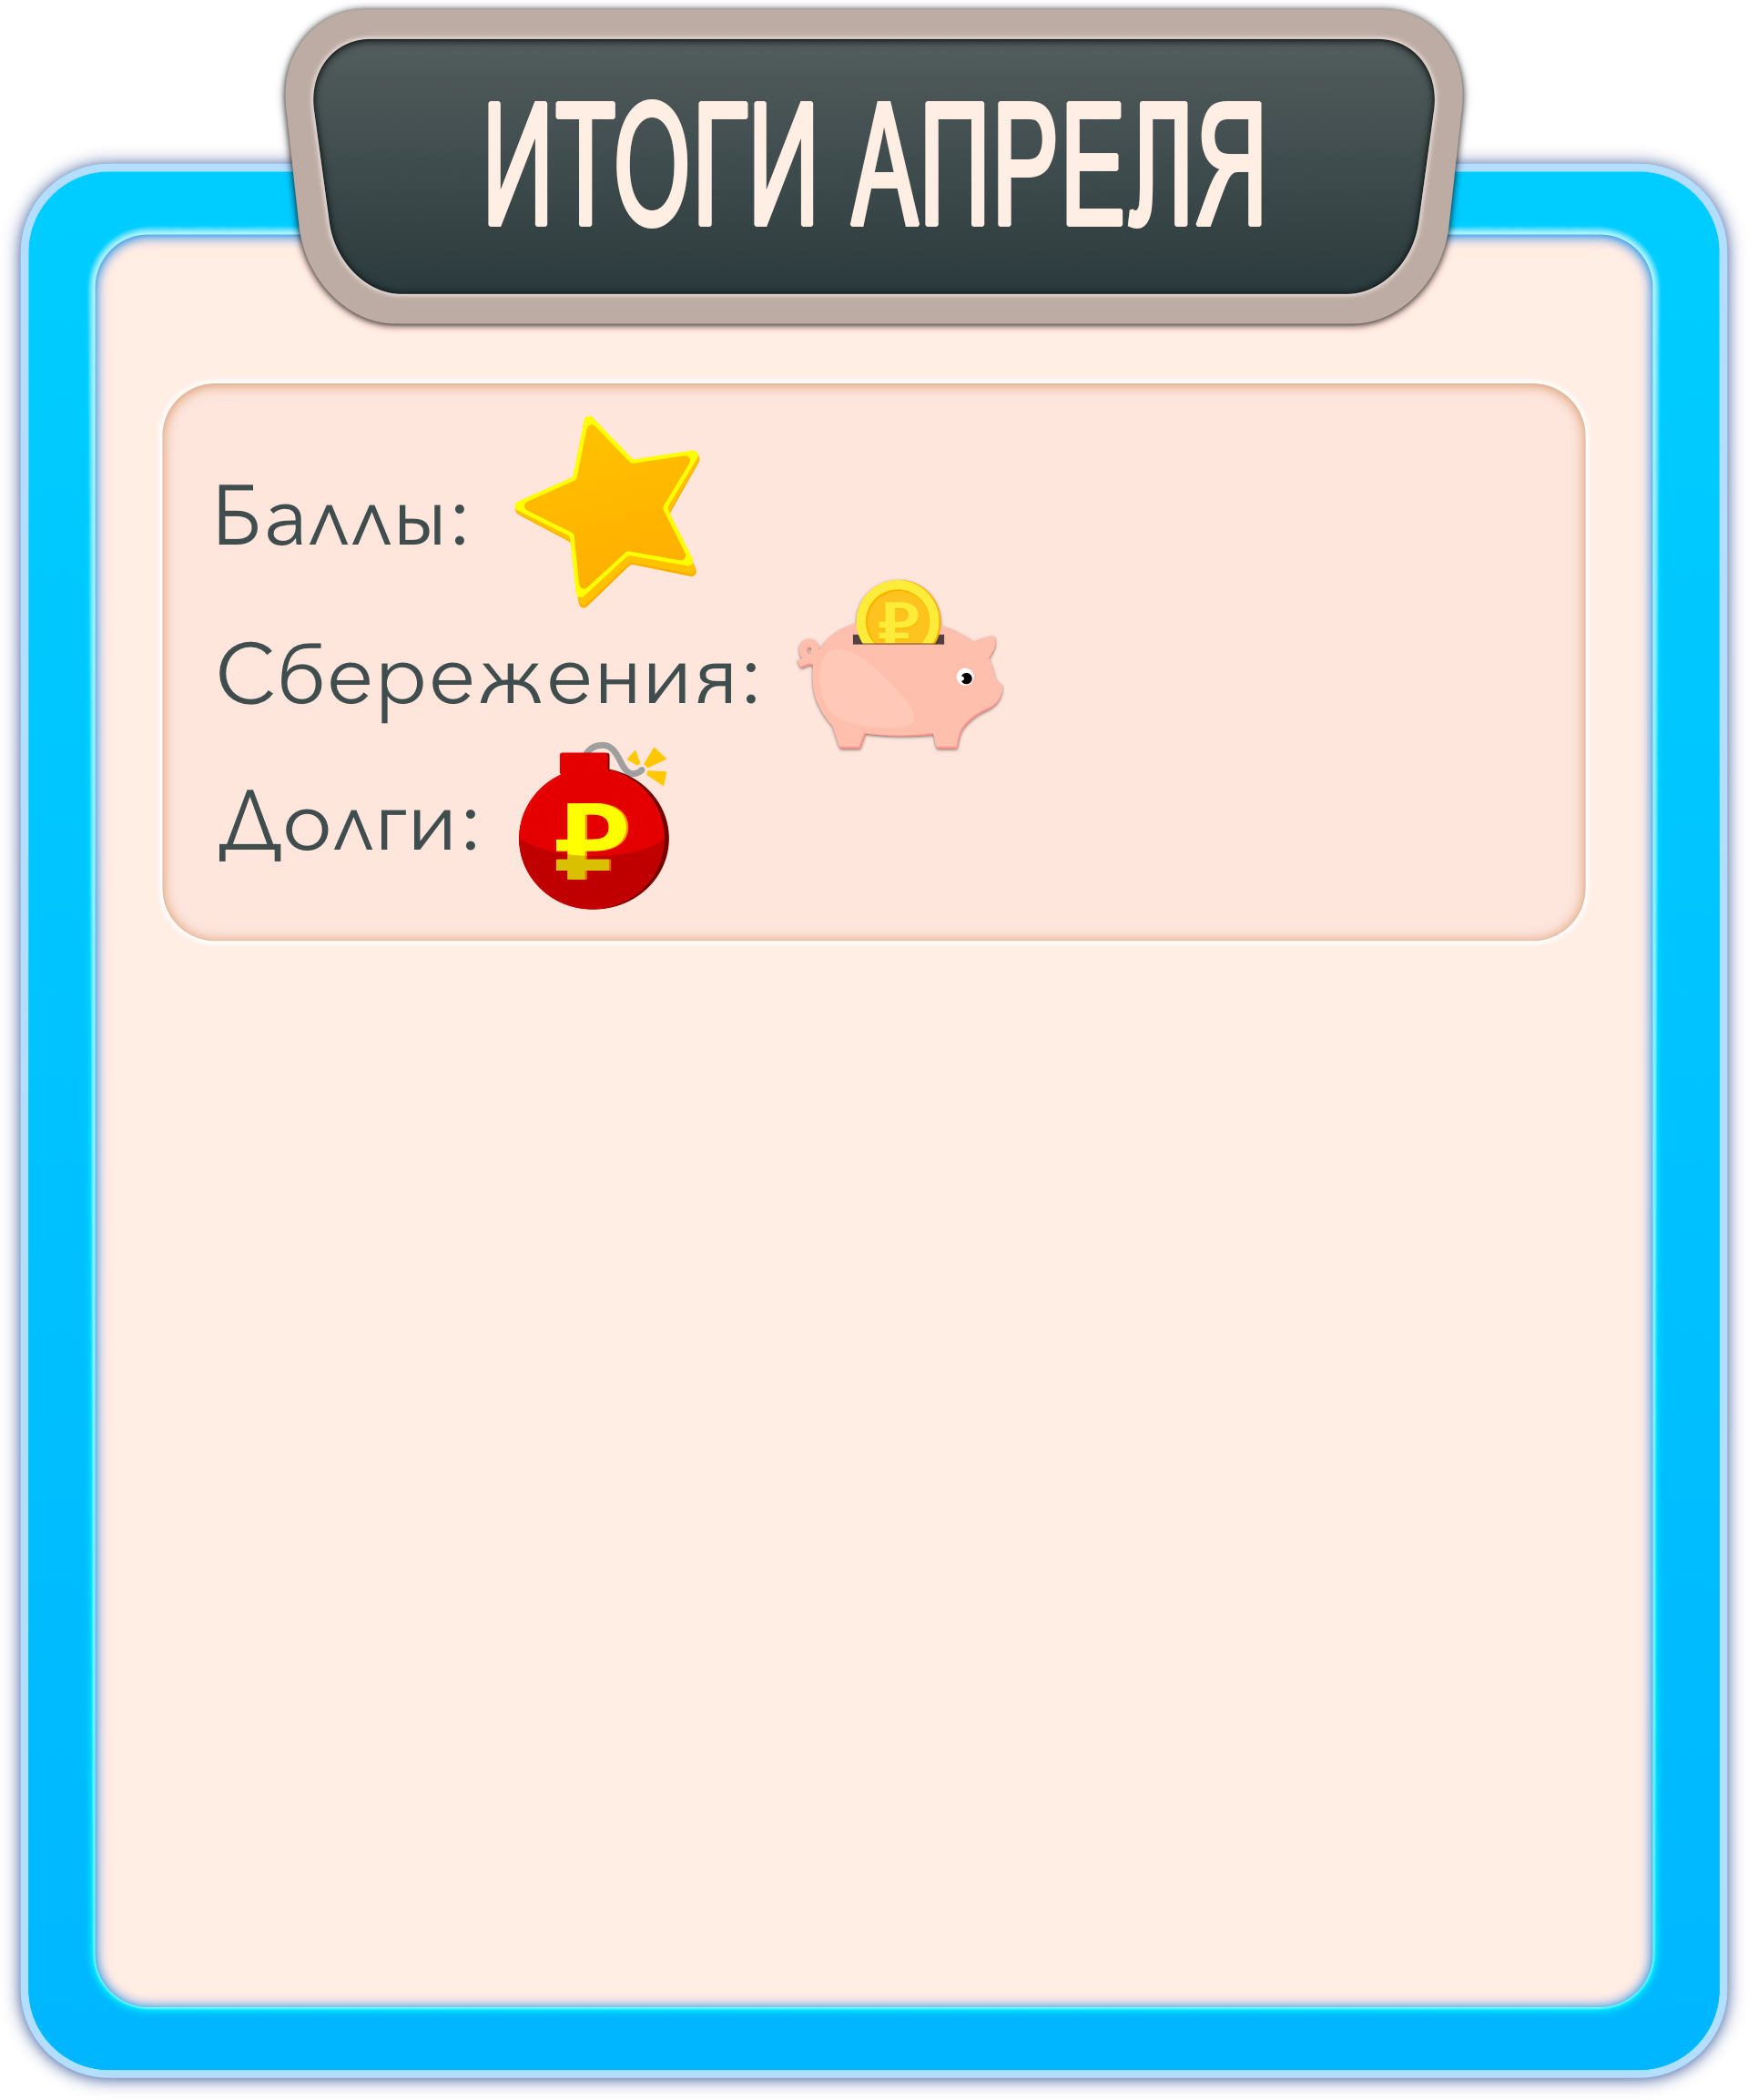 ИТОГИ АПРЕЛЯ
Баллы:
₽
Сбережения:
Долги:
₽